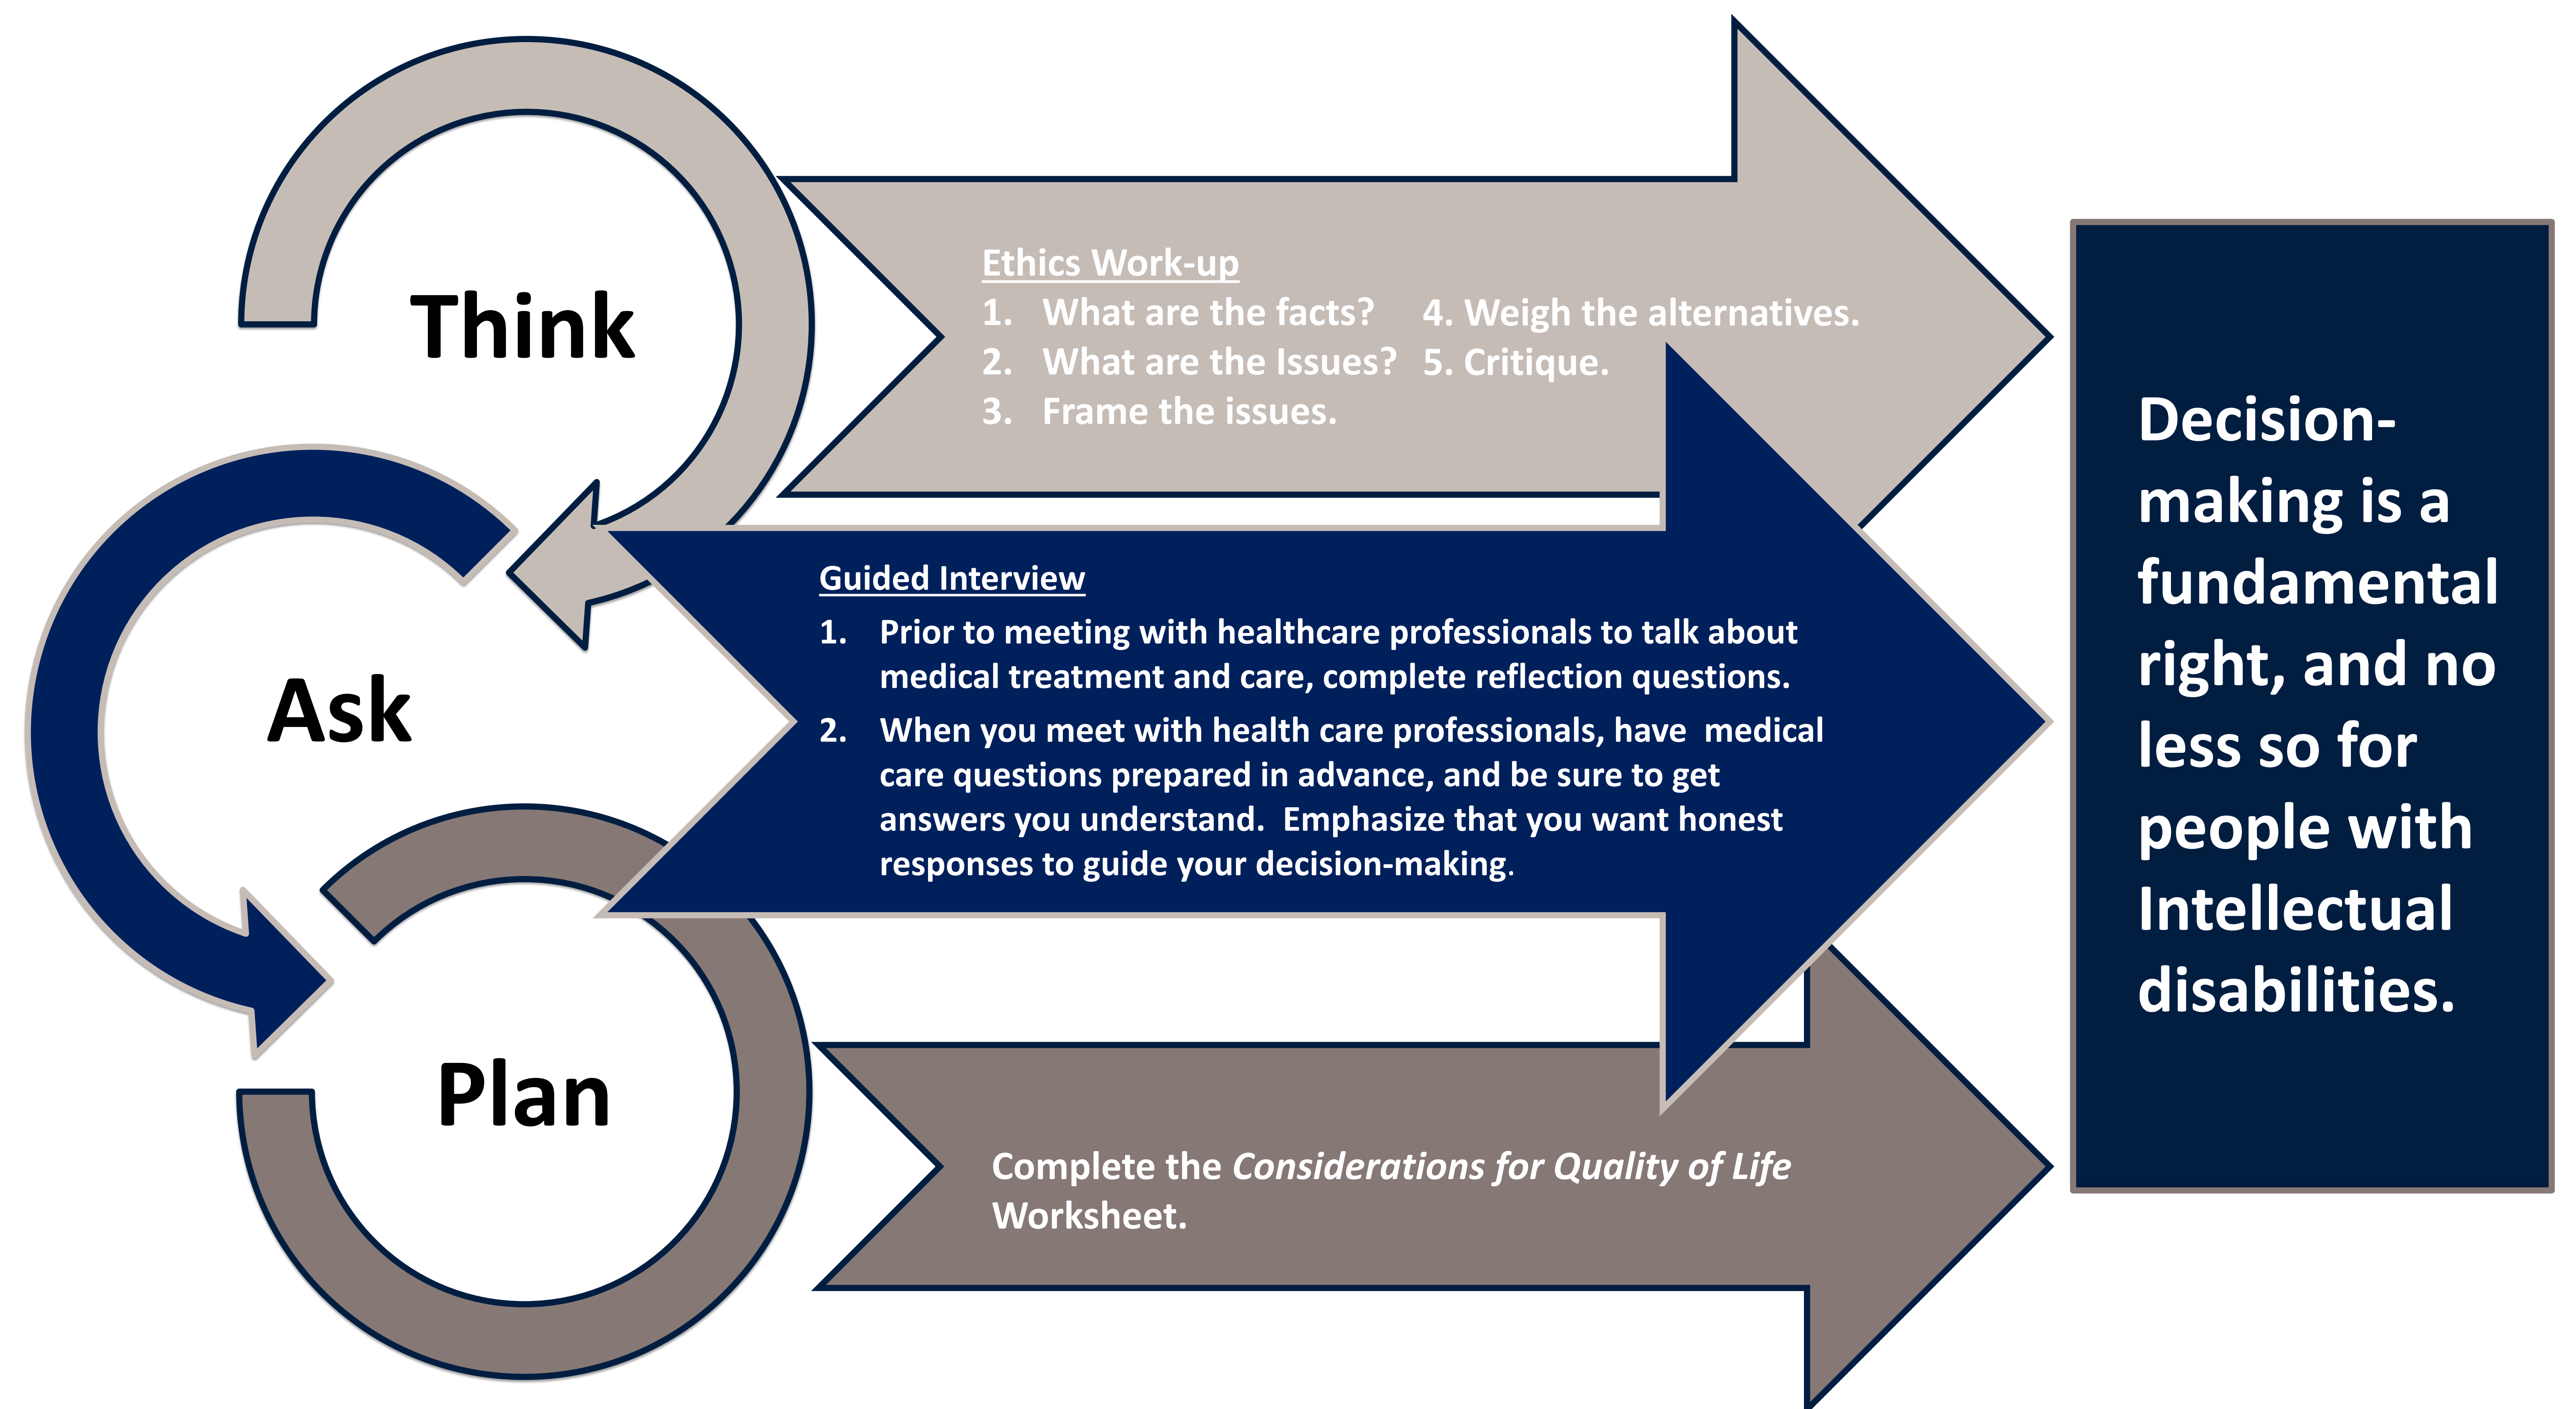 Think
Ethics Work-up
1. What are the facts?
2. What are the Issues?
3. Frame the issues.
4. Weigh the alternatives.
5. Critique.
Ask
Guided Interview
1. Prior to meeting with healthcare professionals to talk about
medical treatment and care, complete reflection questions.
2. When you meet with health care professionals, have  medical
care questions prepared in advance, and be sure to get
answers you understand.  Emphasize that you want honest
responses to guide your decision-making.
Plan
Complete the Considerations for Quality of Life
Worksheet.
Decision-
making is a
fundamental
right, and no
less so for
people with
Intellectual
disabilities.